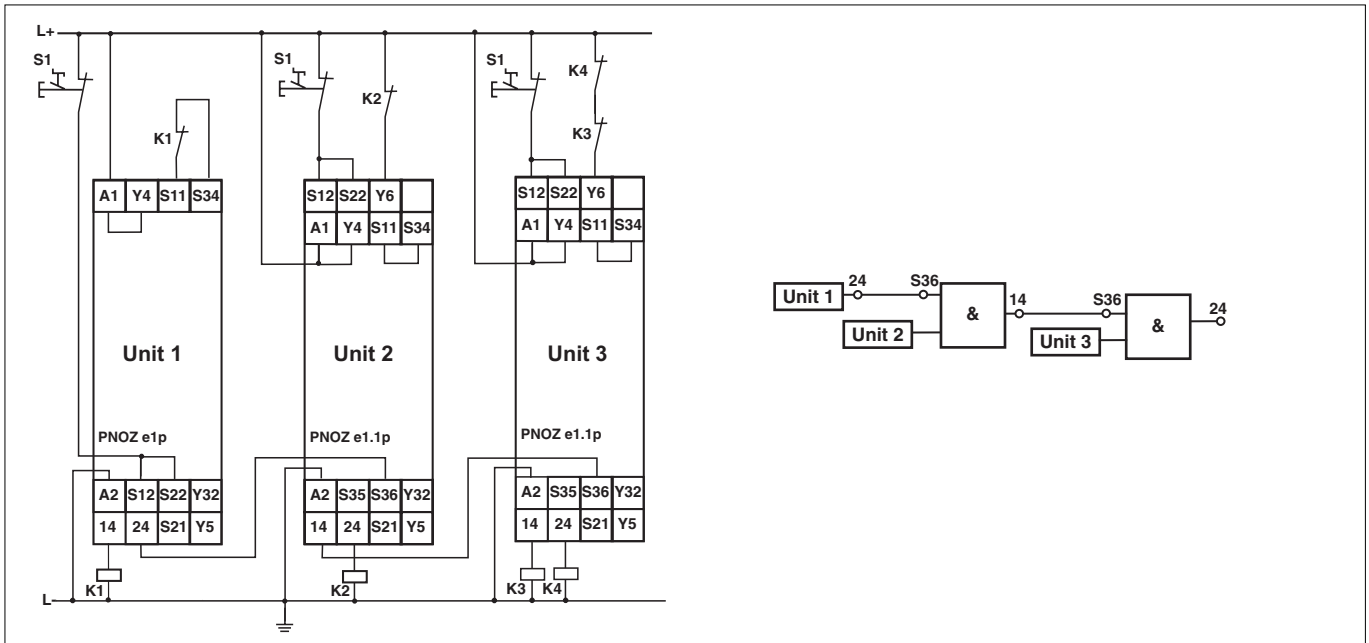 L+
S1
S1
S1
K4
K2
K1
K3
A1 Y4 S11 S34
S12 S22 Y6
A1 Y4 S11 S34
S12 S22 Y6
A1 Y4 S11 S34
Unit 1
Unit 2
Unit 3
PNOZ e1p
PNOZ e1.1p
PNOZ e1.1p
A2 S12 S22 Y32
14 24 S21 Y5
A2 S35 S36 Y32
14 24 S21 Y5
A2 S35 S36 Y32
14 24 S21 Y5
K1
K2
K3
K4
L-
Unit 1
24
S36
&
Unit 2
14
S36
&
Unit 3
24